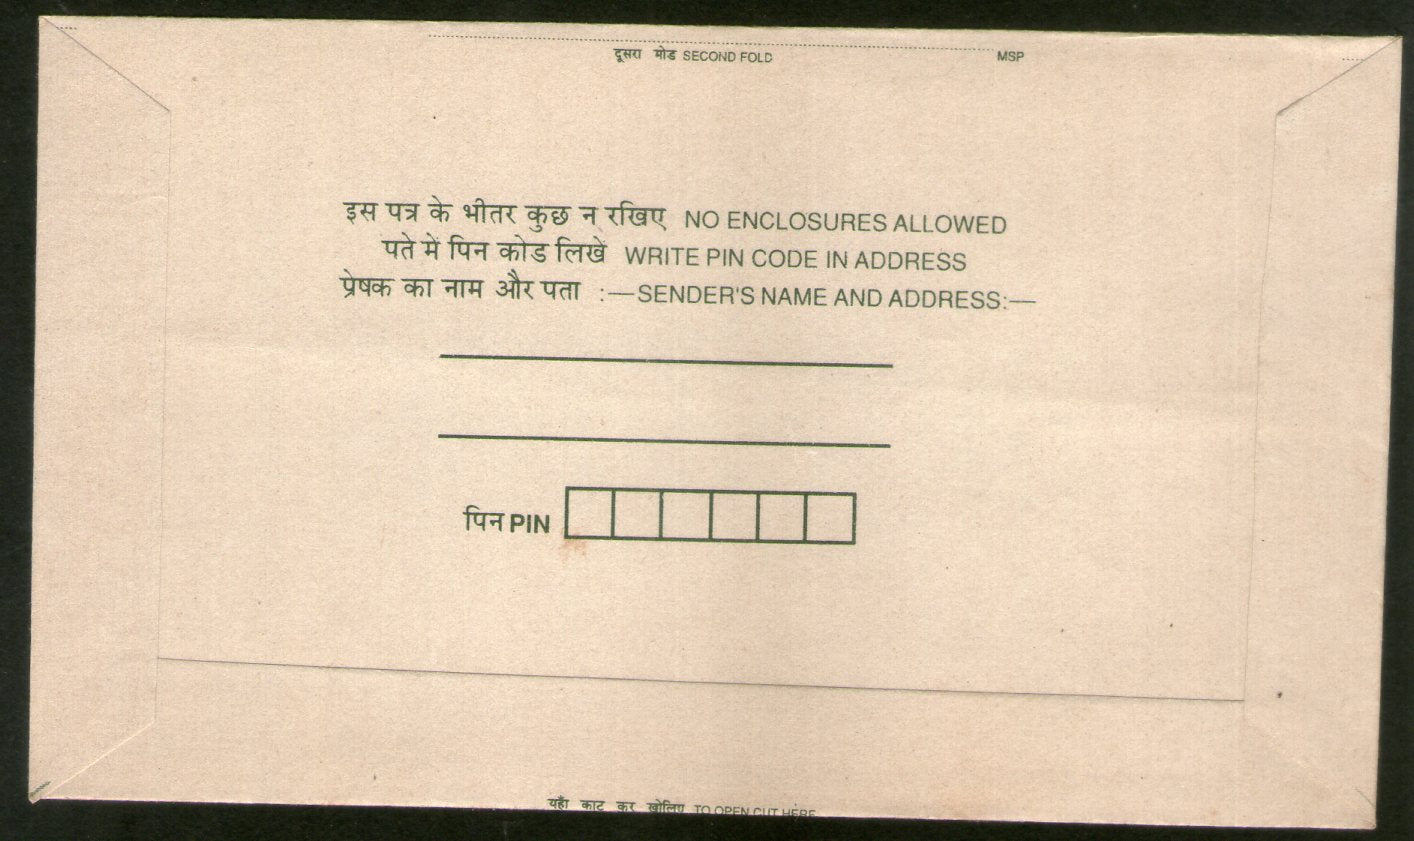 दूसरा मोड SECOND FOLD MSP
इस पत्र के भीतर कुछ न रखिए NO ENCLOSURES ALLOWED
पते में पिन कोड लिखें WRITE PIN CODE IN ADDRESS
प्रेषक का नाम और पता :—SENDER'S NAME AND ADDRESS:—
पिन PIN
यहाँ काट कर खोलिए TO OPEN CUT HERE